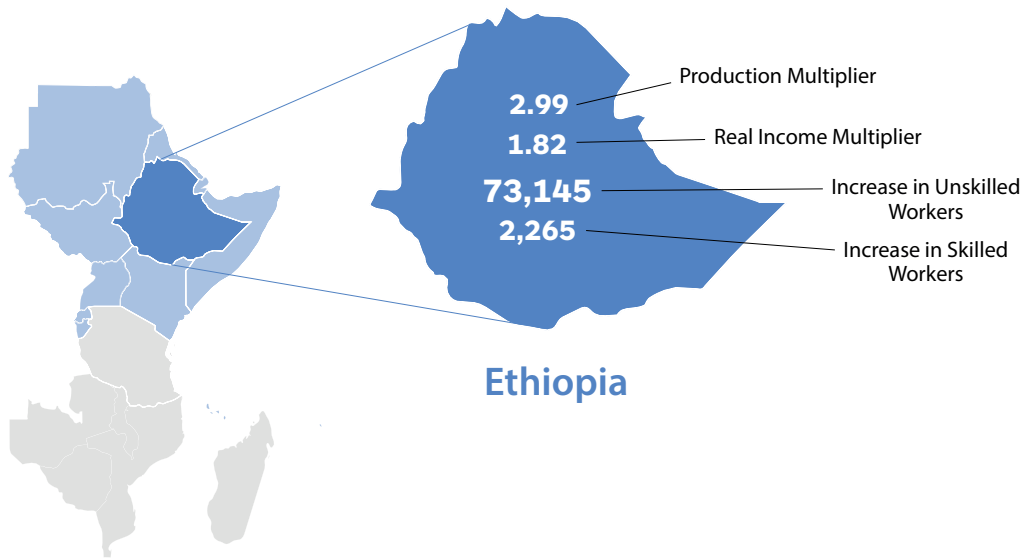 Production Multiplier
2.99
Real Income Multiplier
1.82
Increase in Unskilled
Workers
73,145
Increase in Skilled
Workers
2,265
Ethiopia